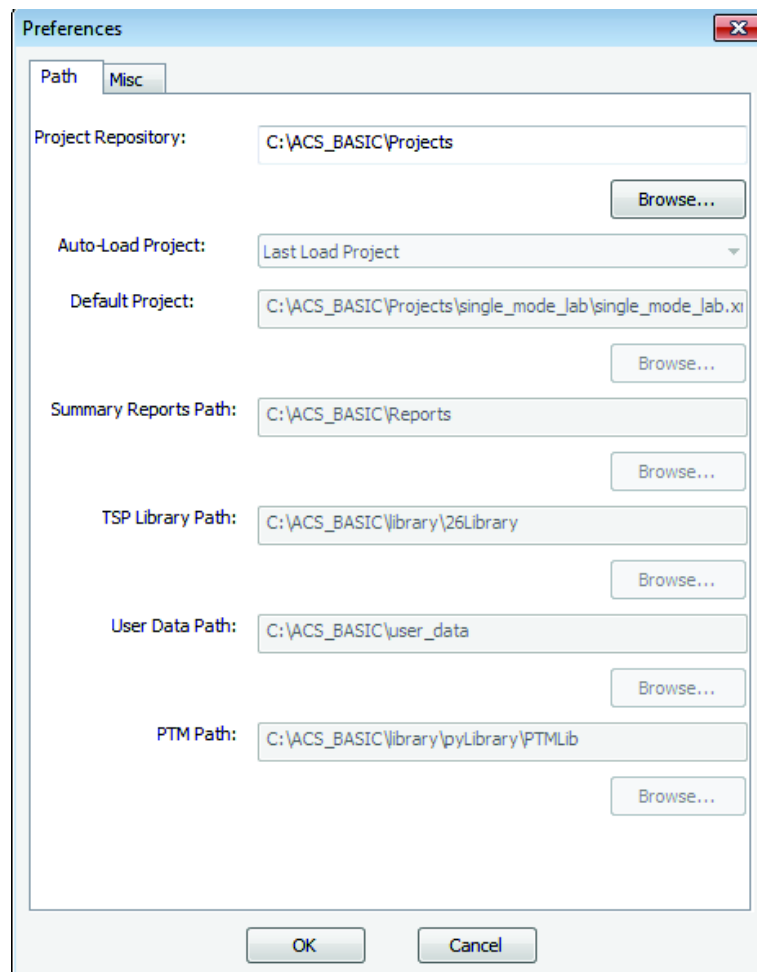 Preferences
Path Misc
Project Repository: C:\ACS_BASIC\Projects
Browse...
Auto-Load Project: Last Load Project
Default Project: C:\ACS_BASIC\Projects\single_mode_lab\single_mode_lab.xr
Browse...
Summary Reports Path: C:\ACS_BASIC\Reports
Browse...
TSP Library Path: C:\ACS_BASIC\library\26Library
Browse...
User Data Path: C:\ACS_BASIC\user_data
Browse...
PTM Path: C:\ACS_BASIC\library\pyLibrary\PTMLib
Browse...
OK Cancel